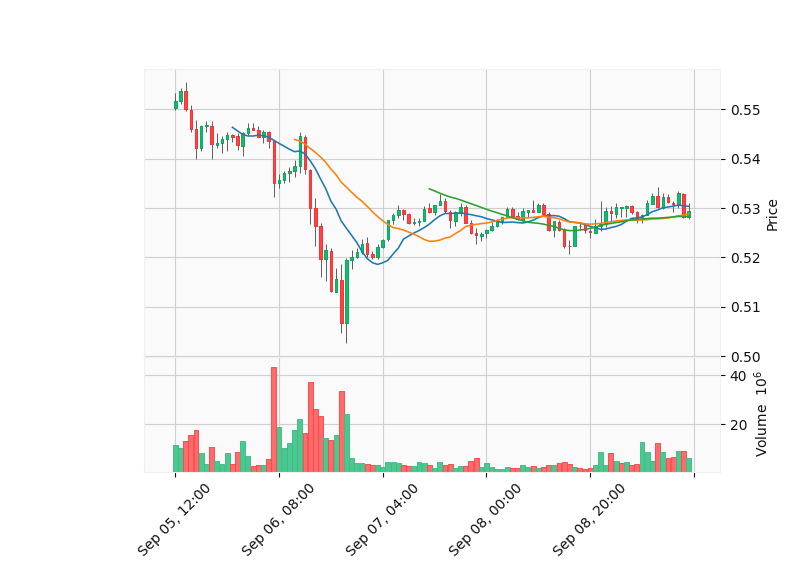 0.55
0.54
0.53
0.52
0.51
0.50
Price
40
20
Volume 10⁶
Sep 05, 12:00
Sep 06, 08:00
Sep 07, 04:00
Sep 08, 00:00
Sep 08, 20:00